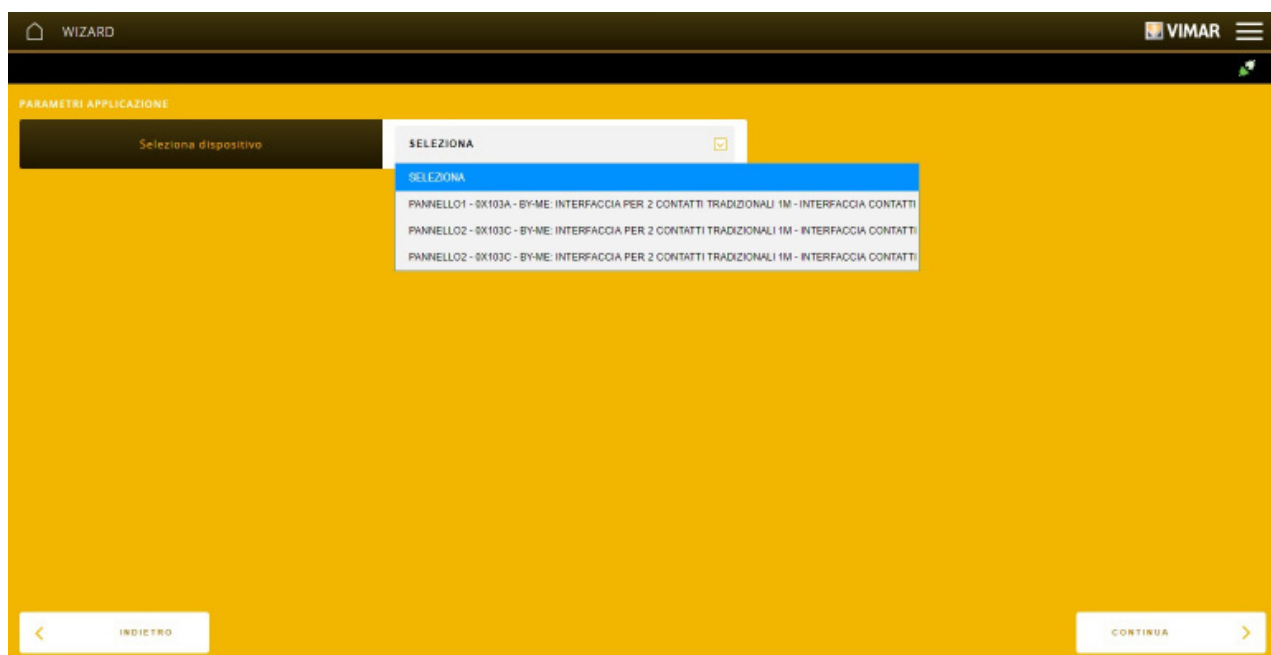 WIZARD
VIMAR
PARAMETRI APPLICAZIONE
Seleziona dispositivo
SELEZIONA
SELEZIONA
PANNELLO1 - 0X103A - BY-ME: INTERFACCIA PER 2 CONTATTI TRADIZIONALI 1M - INTERFACCIA CONTATTI
PANNELLO2 - 0X103C - BY-ME: INTERFACCIA PER 2 CONTATTI TRADIZIONALI 1M - INTERFACCIA CONTATTI
PANNELLO2 - 0X103C - BY-ME: INTERFACCIA PER 2 CONTATTI TRADIZIONALI 1M - INTERFACCIA CONTATTI
INDIETRO
CONTINUA